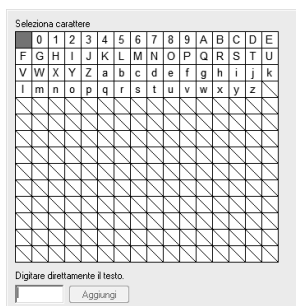 Seleziona carattere
0 1 2 3 4 5 6 7 8 9 A B C D E
F G H I J K L M N O P Q R S T U
V W X Y Z a b c d e f g h i j k
l m n o p q r s t u v w x y z
Digitare direttamente il testo.
Aggiungi